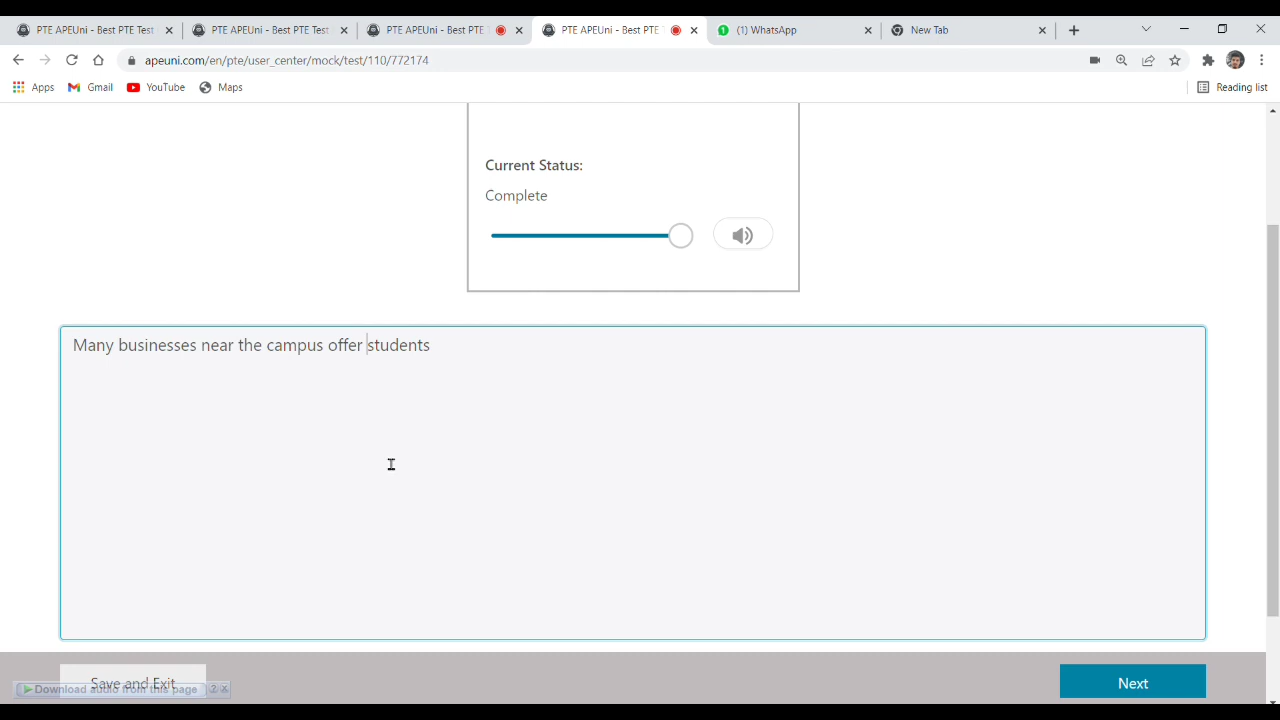 PTE APEUni - Best PTE Test
PTE APEUni - Best PTE Test
PTE APEUni - Best PTE
PTE APEUni - Best PTE
(1) WhatsApp
New Tab
apeuni.com/en/pte/user_center/mock/test/110/772174
Apps
Gmail
YouTube
Maps
Reading list
Current Status:
Complete
Many businesses near the campus offer students
Save and Exit
Download audio from this page
?
X
Next